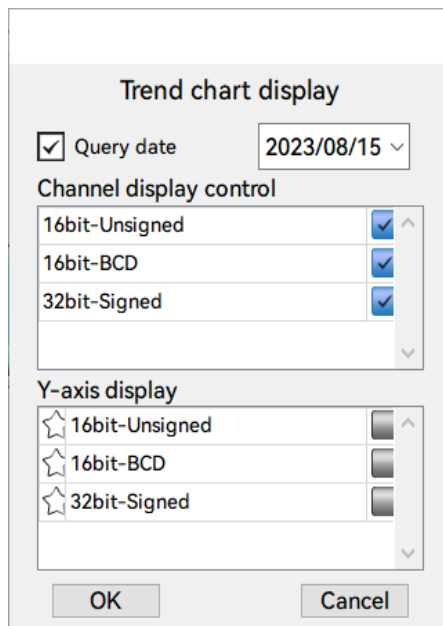 Trend chart display
Query date 2023/08/15
Channel display control
16bit-Unsigned
16bit-BCD
32bit-Signed
Y-axis display
16bit-Unsigned
16bit-BCD
32bit-Signed
OK Cancel